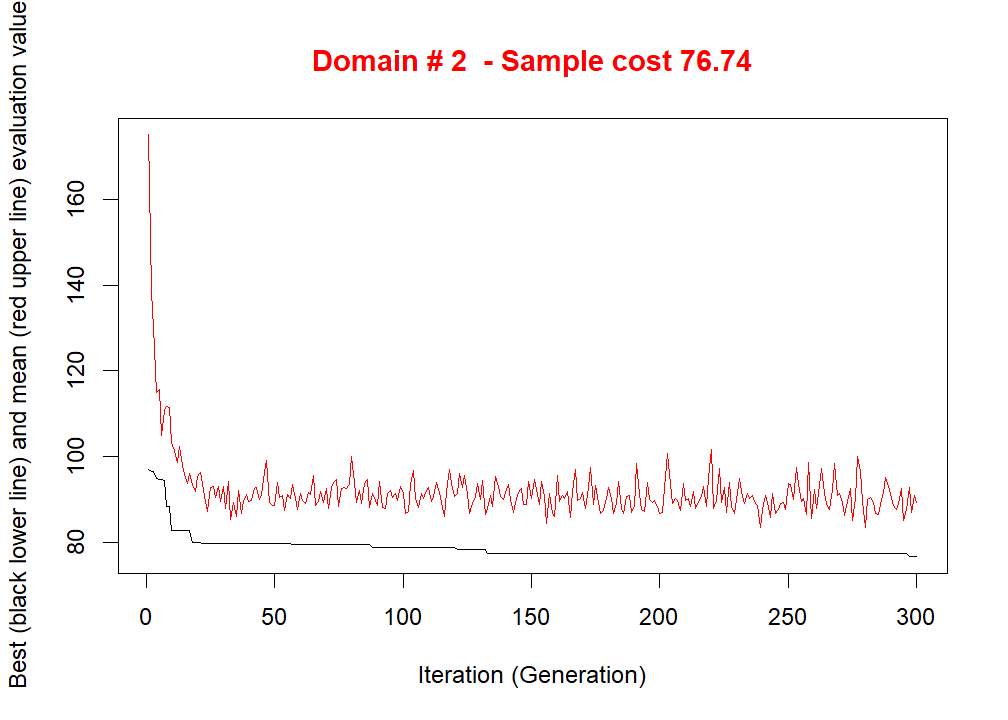 Domain # 2  - Sample cost 76.74
Best (black lower line) and mean (red upper line) evaluation value
160
140
120
100
80
0 50 100 150 200 250 300
Iteration (Generation)